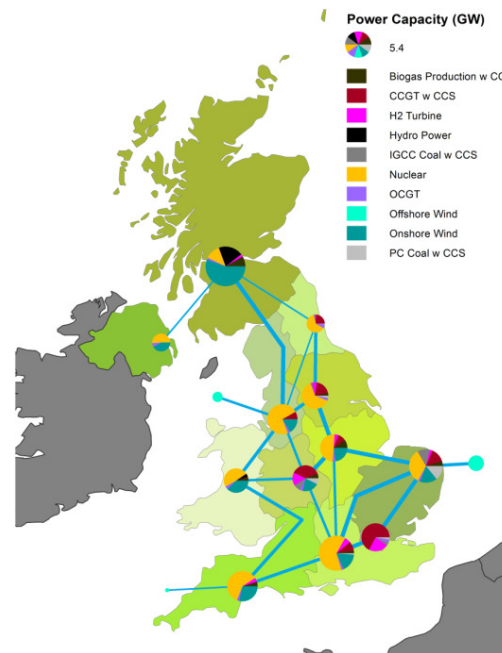 Power Capacity (GW)
5.4
Biogas Production w CC
CCGT w CCS
H2 Turbine
Hydro Power
IGCC Coal w CCS
Nuclear
OCGT
Offshore Wind
Onshore Wind
PC Coal w CCS